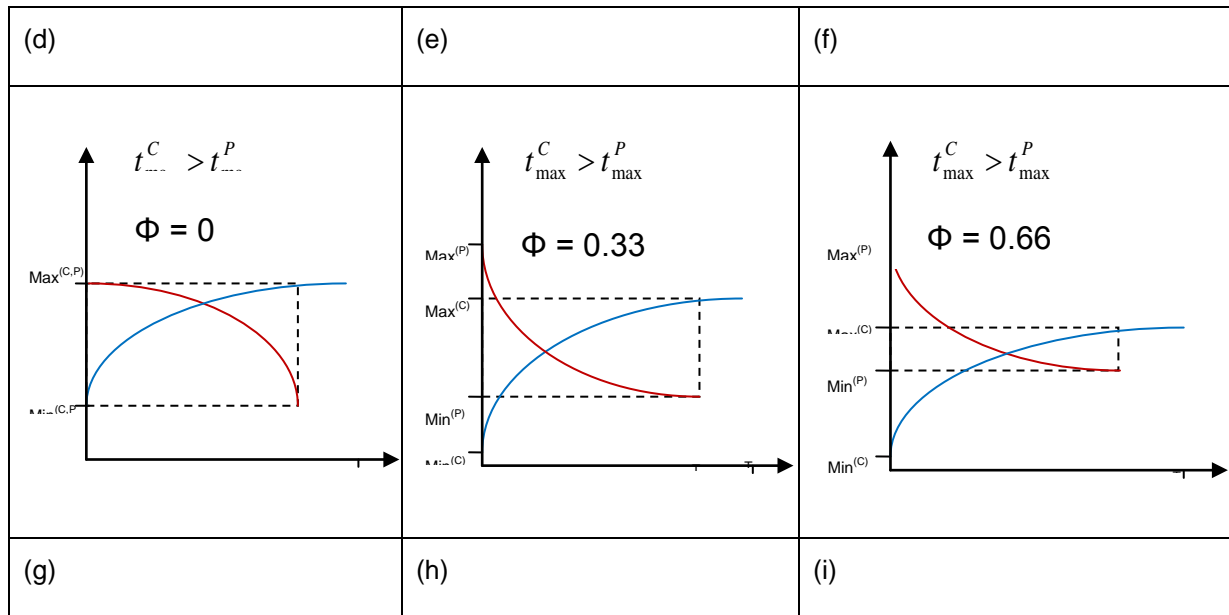 (d)
(e)
(f)
t^C > t^P
Φ = 0
Max(C,P)
t^C_max > t^P_max
Φ = 0.33
Max(P)
Max(C)
Min(P)
t^C_max > t^P_max
Φ = 0.66
Max(P)
Min(P)
Min(C)
(g)
(h)
(i)